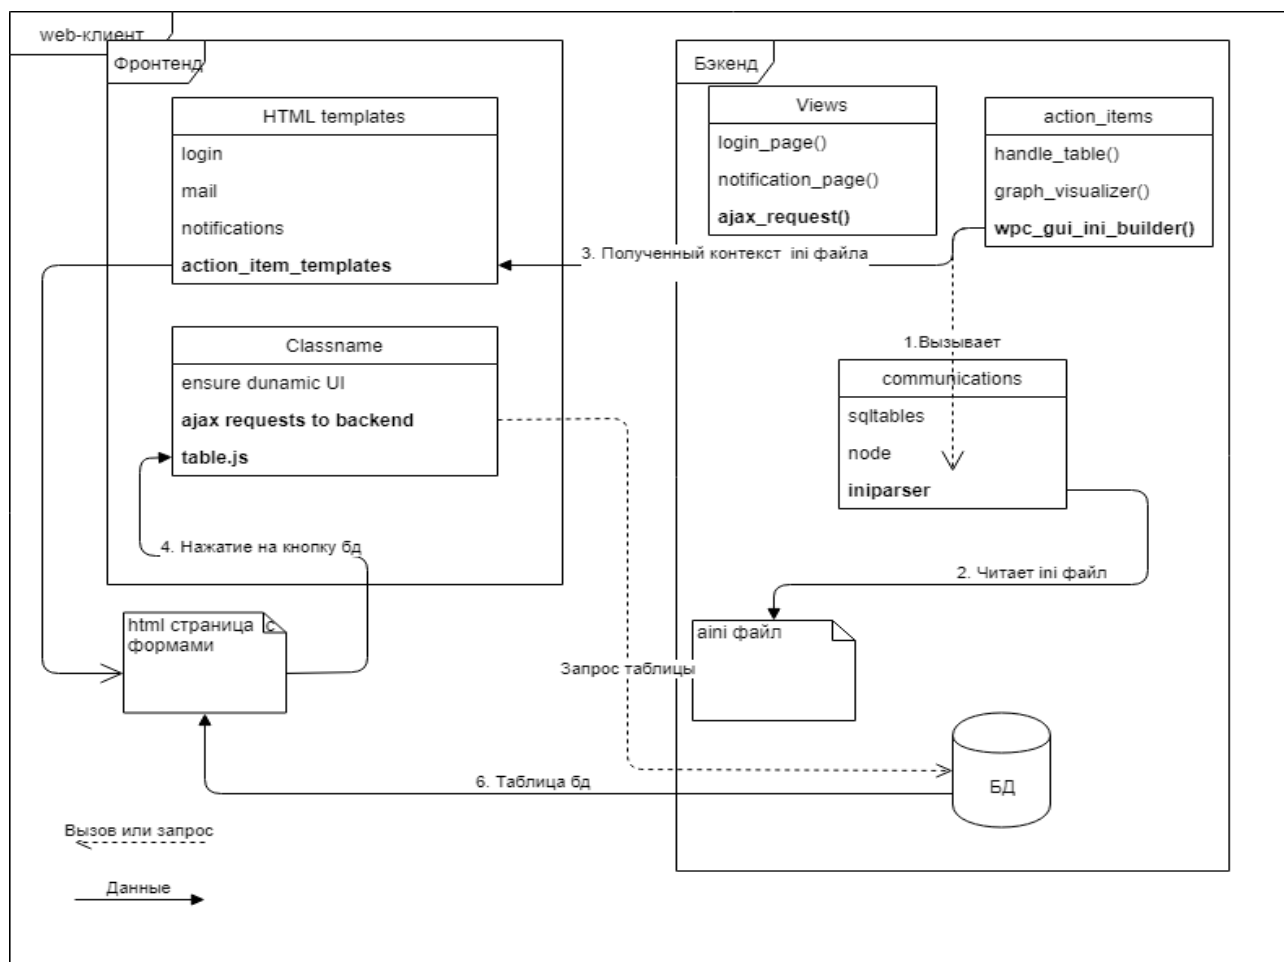 web-клиент
Фронтенд
HTML templates
login
mail
notifications
action_item_templates
Classname
ensure dunamic UI
ajax requests to backend
table.js
4. Нажатие на кнопку бд
html страница с
формами
Бэкенд
Views
login_page()
notification_page()
ajax_request()
action_items
handle_table()
graph_visualizer()
wpc_gui_ini_builder()
3. Полученный контекст ini файла
1.Вызывает
communications
sqltables
node
iniparser
2. Читает ini файл
aini файл
Запрос таблицы
БД
6. Таблица бд
Вызов или запрос
Данные